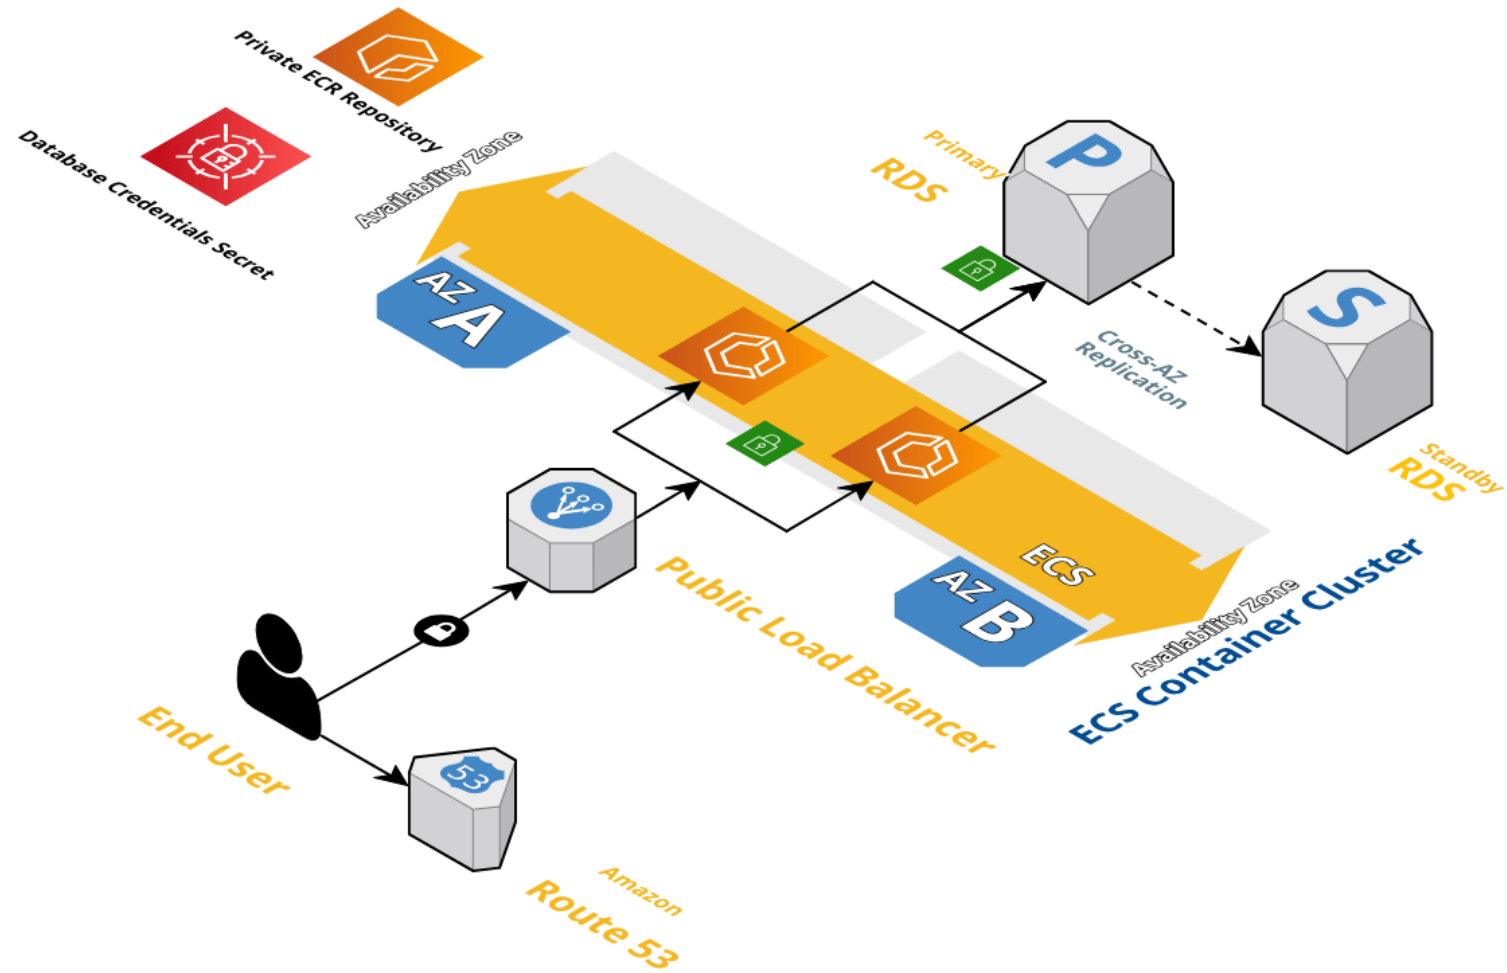 Private ECR Repository
Database Credentials Secret
Availability Zone
AZ A
Primary
RDS
P
S
Cross-AZ
Replication
Standby
RDS
ECS
AZ B
Availability Zone
ECS Container Cluster
Public Load Balancer
End User
53
Amazon
Route 53